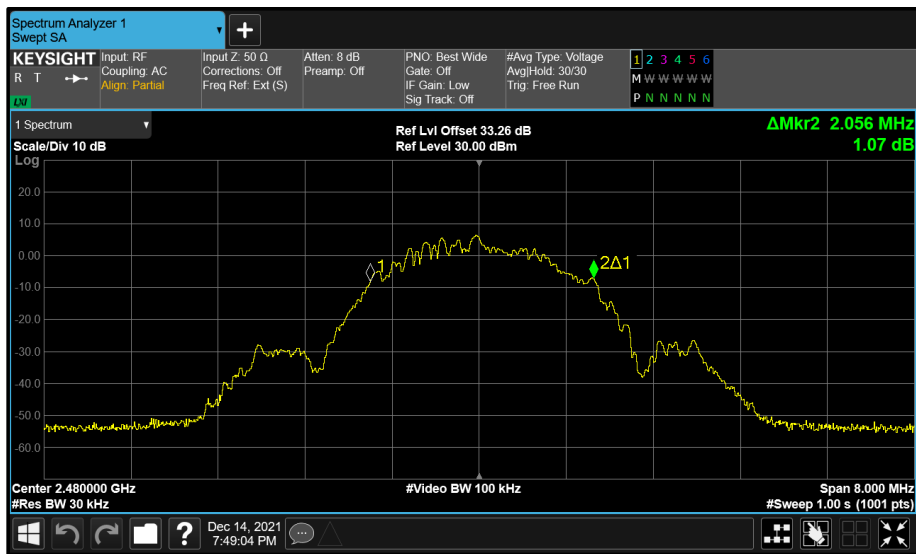 Spectrum Analyzer 1
Swept SA
KEYSIGHT
R T
LXI
Input: RF
Coupling: AC
Align: Partial
Input Z: 50 Ω
Corrections: Off
Freq Ref: Ext (S)
Atten: 8 dB
Preamp: Off
PNO: Best Wide
Gate: Off
IF Gain: Low
Sig Track: Off
#Avg Type: Voltage
Avg|Hold: 30/30
Trig: Free Run
1 2 3 4 5 6
M W W W W W
P N N N N N
1 Spectrum
Scale/Div 10 dB
Log
Ref Lvl Offset 33.26 dB
Ref Level 30.00 dBm
ΔMkr2 2.056 MHz
1.07 dB
20.0
10.0
0.00
-10.0
-20.0
-30.0
-40.0
-50.0
-60.0
1
2Δ1
Center 2.480000 GHz
#Res BW 30 kHz
#Video BW 100 kHz
Span 8.000 MHz
#Sweep 1.00 s (1001 pts)
?
Dec 14, 2021
7:49:04 PM